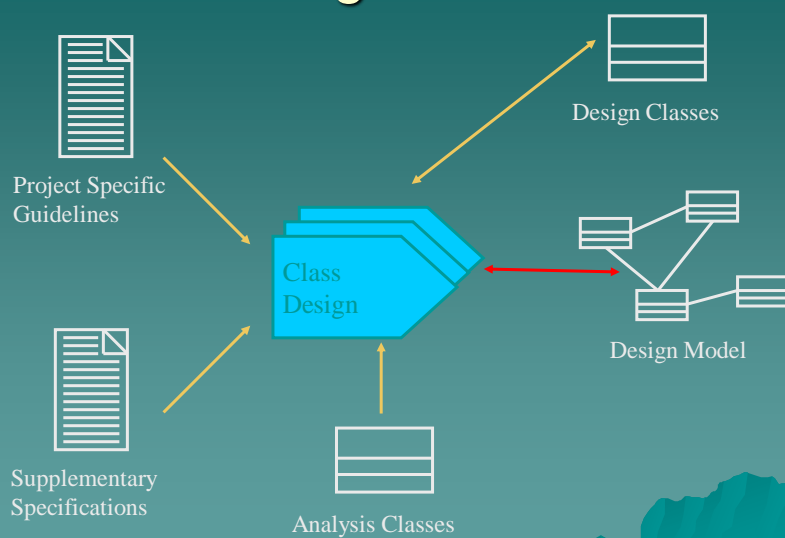 Design Classes
Project Specific
Guidelines
Class
Design
Design Model
Supplementary
Specifications
Analysis Classes